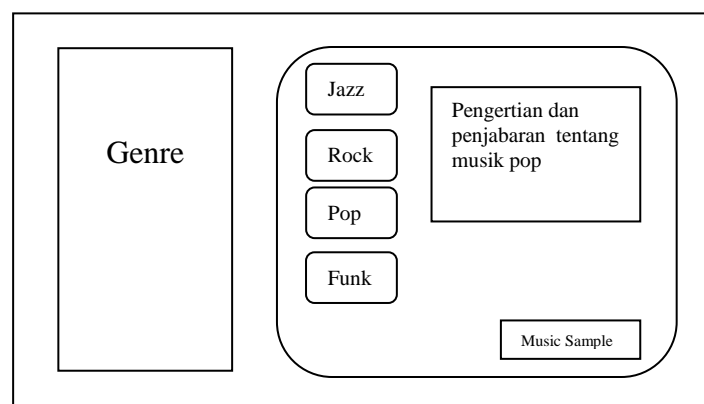 Genre
Jazz
Rock
Pop
Funk
Pengertian dan
penjabaran tentang
musik pop
Music Sample